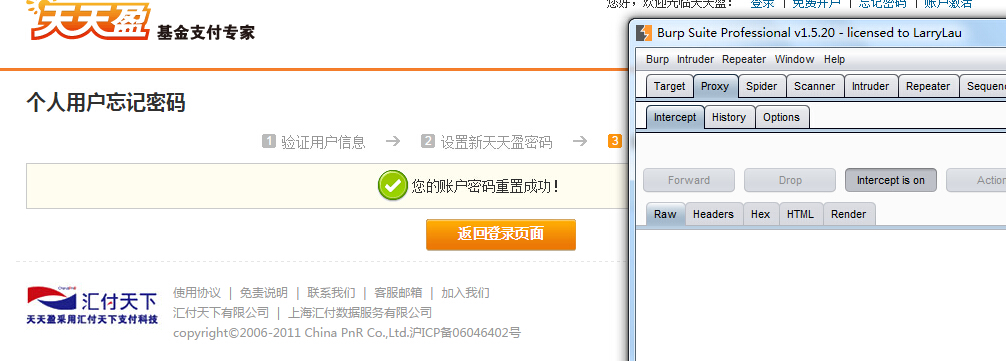 天天盈 基金支付专家
您好，欢迎光临天天盈！ 登录 | 免费开户 | 忘记密码 | 账户激活
个人用户忘记密码
1 验证用户信息 → 2 设置新天天盈密码 → 3
您的账户密码重置成功！
返回登录页面
ChinaPnR 汇付天下
天天盈采用汇付天下支付科技
使用协议 | 免责说明 | 联系我们 | 客服邮箱 | 加入我们
汇付天下有限公司 | 上海汇付数据服务有限公司
copyright©2006-2011 China PnR Co.,Ltd.沪ICP备06046402号
Burp Suite Professional v1.5.20 - licensed to LarryLau
Burp Intruder Repeater Window Help
Target Proxy Spider Scanner Intruder Repeater Sequenc
Intercept History Options
Forward Drop Intercept is on Action
Raw Headers Hex HTML Render